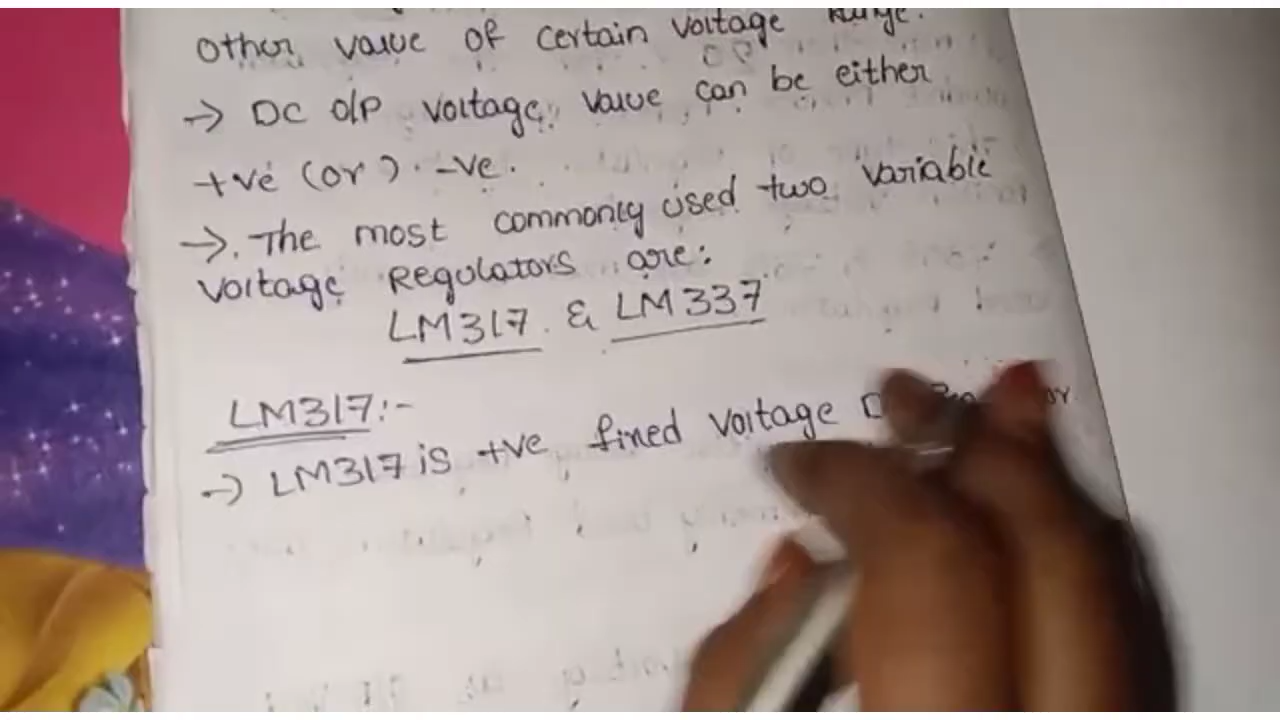 other value of certain voltage range.
→ DC o/p voltage value can be either
+ve (or) -ve.
→ The most commonly used two variable
voltage Regulators are:
LM317 & LM337
LM317:-
→ LM317 is +ve fixed voltage